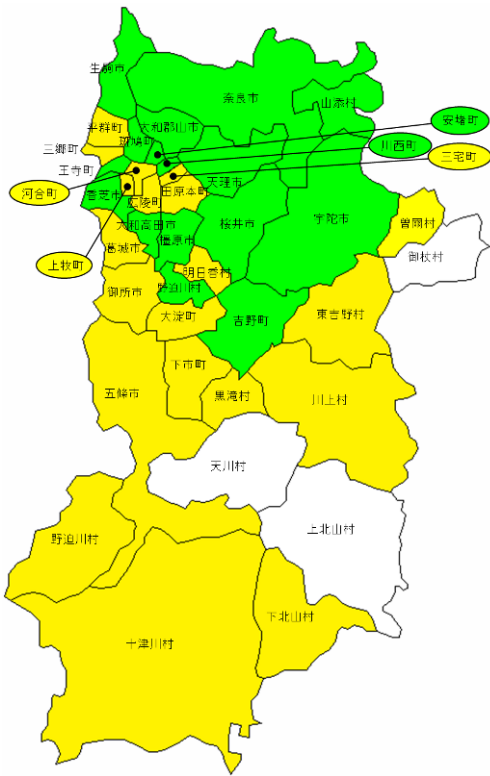 生駒市
奈良市
山添村
平群町
大和郡山市
安堵町
斑鳩町
川西町
三郷町
三宅町
王寺町
天理市
河合町
香芝市
田原本町
広陵町
宇陀市
大和高田市
桜井市
曽爾村
橿原市
葛城市
御杖村
上牧町
明日香村
野迫川村
御所市
大淀町
吉野町
東吉野村
下市町
五條市
黒滝村
川上村
天川村
上北山村
野迫川村
下北山村
十津川村